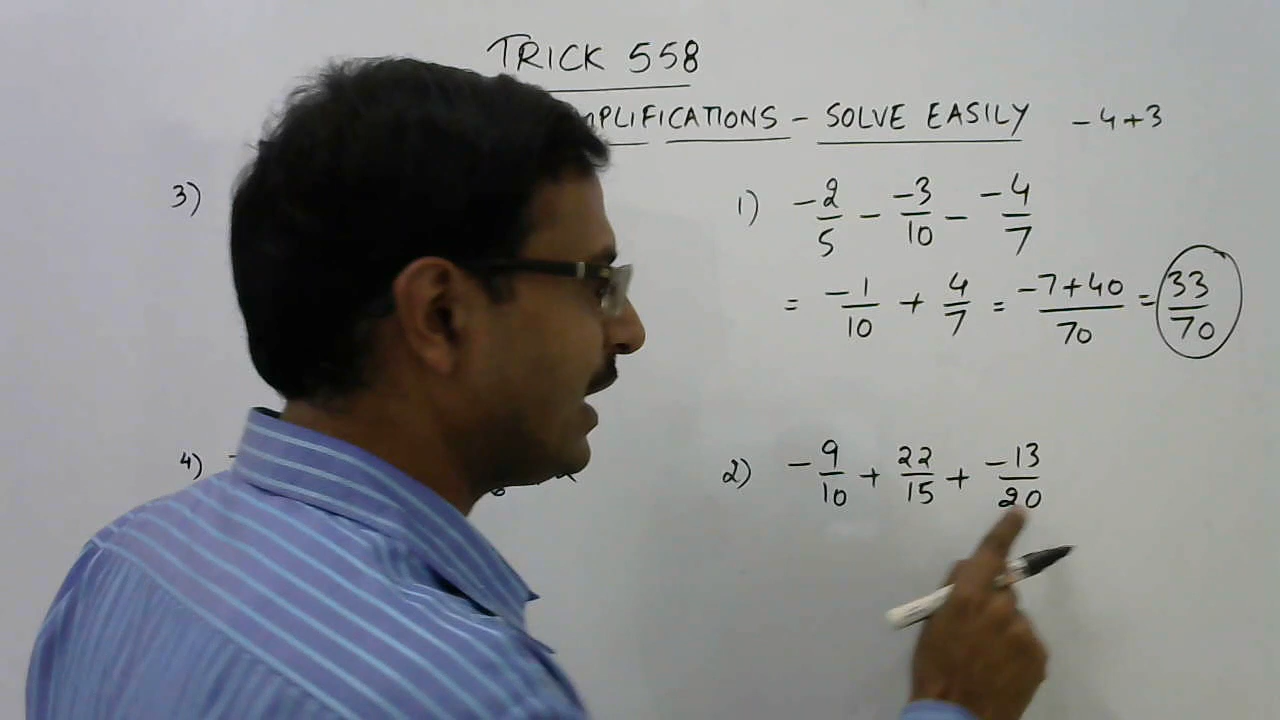 TRICK 558
SIMPLIFICATIONS - SOLVE EASILY - 4 + 3
3)
1) -2/5 - -3/10 - -4/7
= -1/10 + 4/7 = -7+40/70 = 33/70
4)
2) -9/10 + 22/15 + -13/20